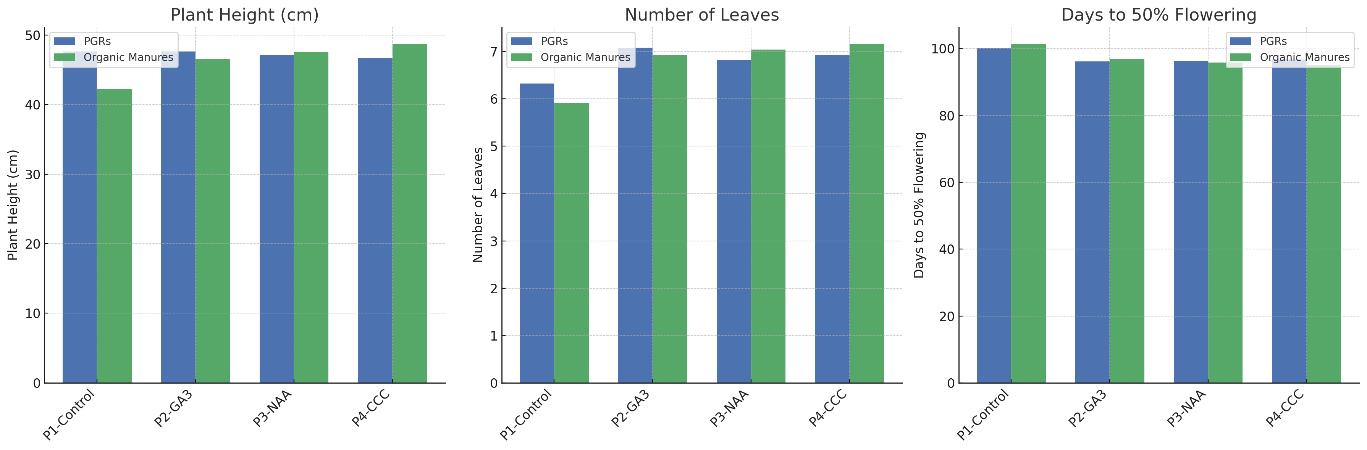 Plant Height (cm)
50
40
30
20
10
0
Plant Height (cm)
PGRs
Organic Manures
P1-Control
P2-GA3
P3-NAA
P4-CCC
Number of Leaves
7
6
5
4
3
2
1
0
Number of Leaves
PGRs
Organic Manures
P1-Control
P2-GA3
P3-NAA
P4-CCC
Days to 50% Flowering
100
80
60
40
20
0
Days to 50% Flowering
PGRs
Organic Manures
P1-Control
P2-GA3
P3-NAA
P4-CCC